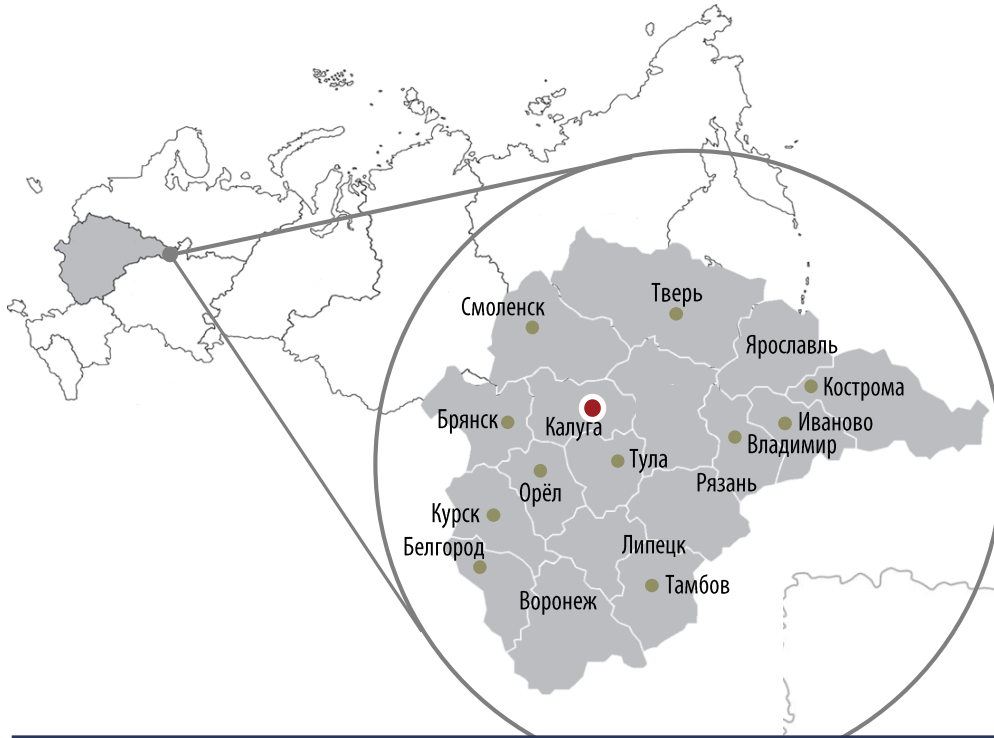 Тверь
Смоленск
Ярославль
Кострома
Брянск
Калуга
Иваново
Владимир
Тула
Рязань
Орёл
Курск
Белгород
Липецк
Тамбов
Воронеж